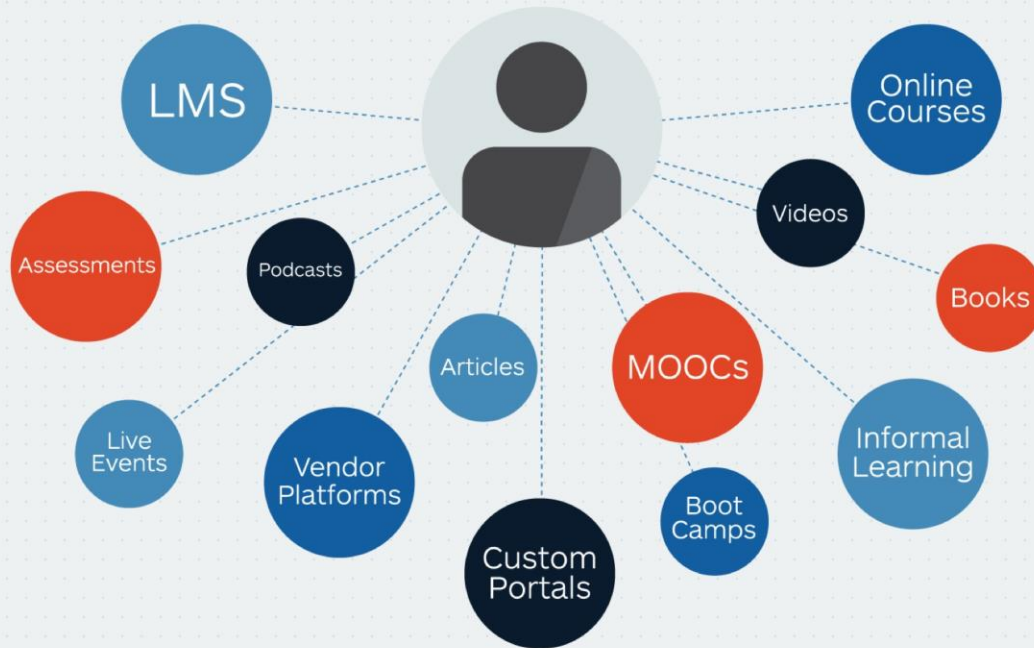 LMS
Online
Courses
Assessments
Podcasts
Videos
Books
Articles
MOOCs
Live
Events
Vendor
Platforms
Informal
Learning
Boot
Camps
Custom
Portals